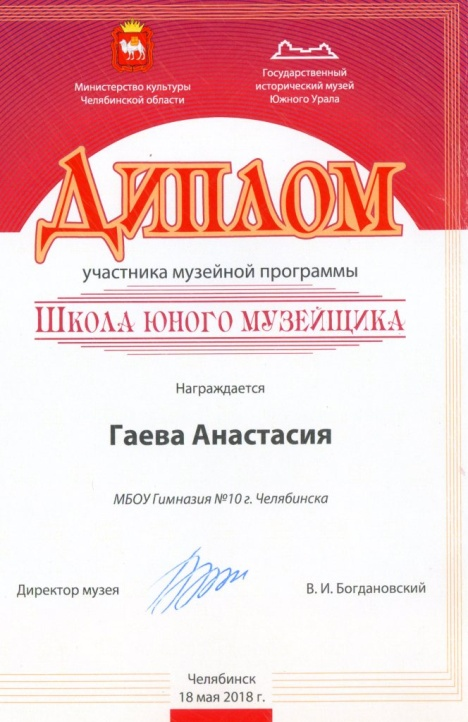 Министерство культуры
Челябинской области
Государственный
исторический музей
Южного Урала
ДИПЛОМ
участника музейной программы
Школа юного музейщика
Награждается
Гаева Анастасия
МБОУ Гимназия №10 г. Челябинска
Директор музея
В. И. Богдановский
Челябинск
18 мая 2018 г.